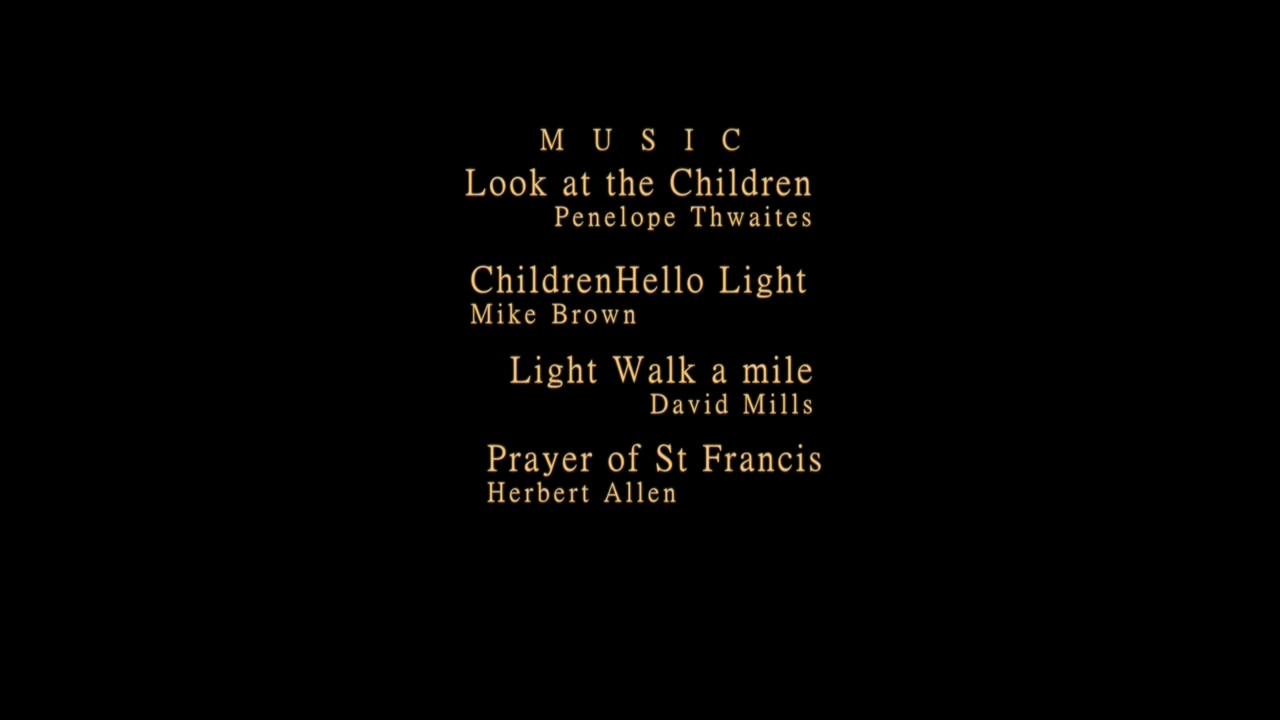 M U S I C
Look at the Children
Penelope Thwaites
ChildrenHello Light
Mike Brown
Light Walk a mile
David Mills
Prayer of St Francis
Herbert Allen